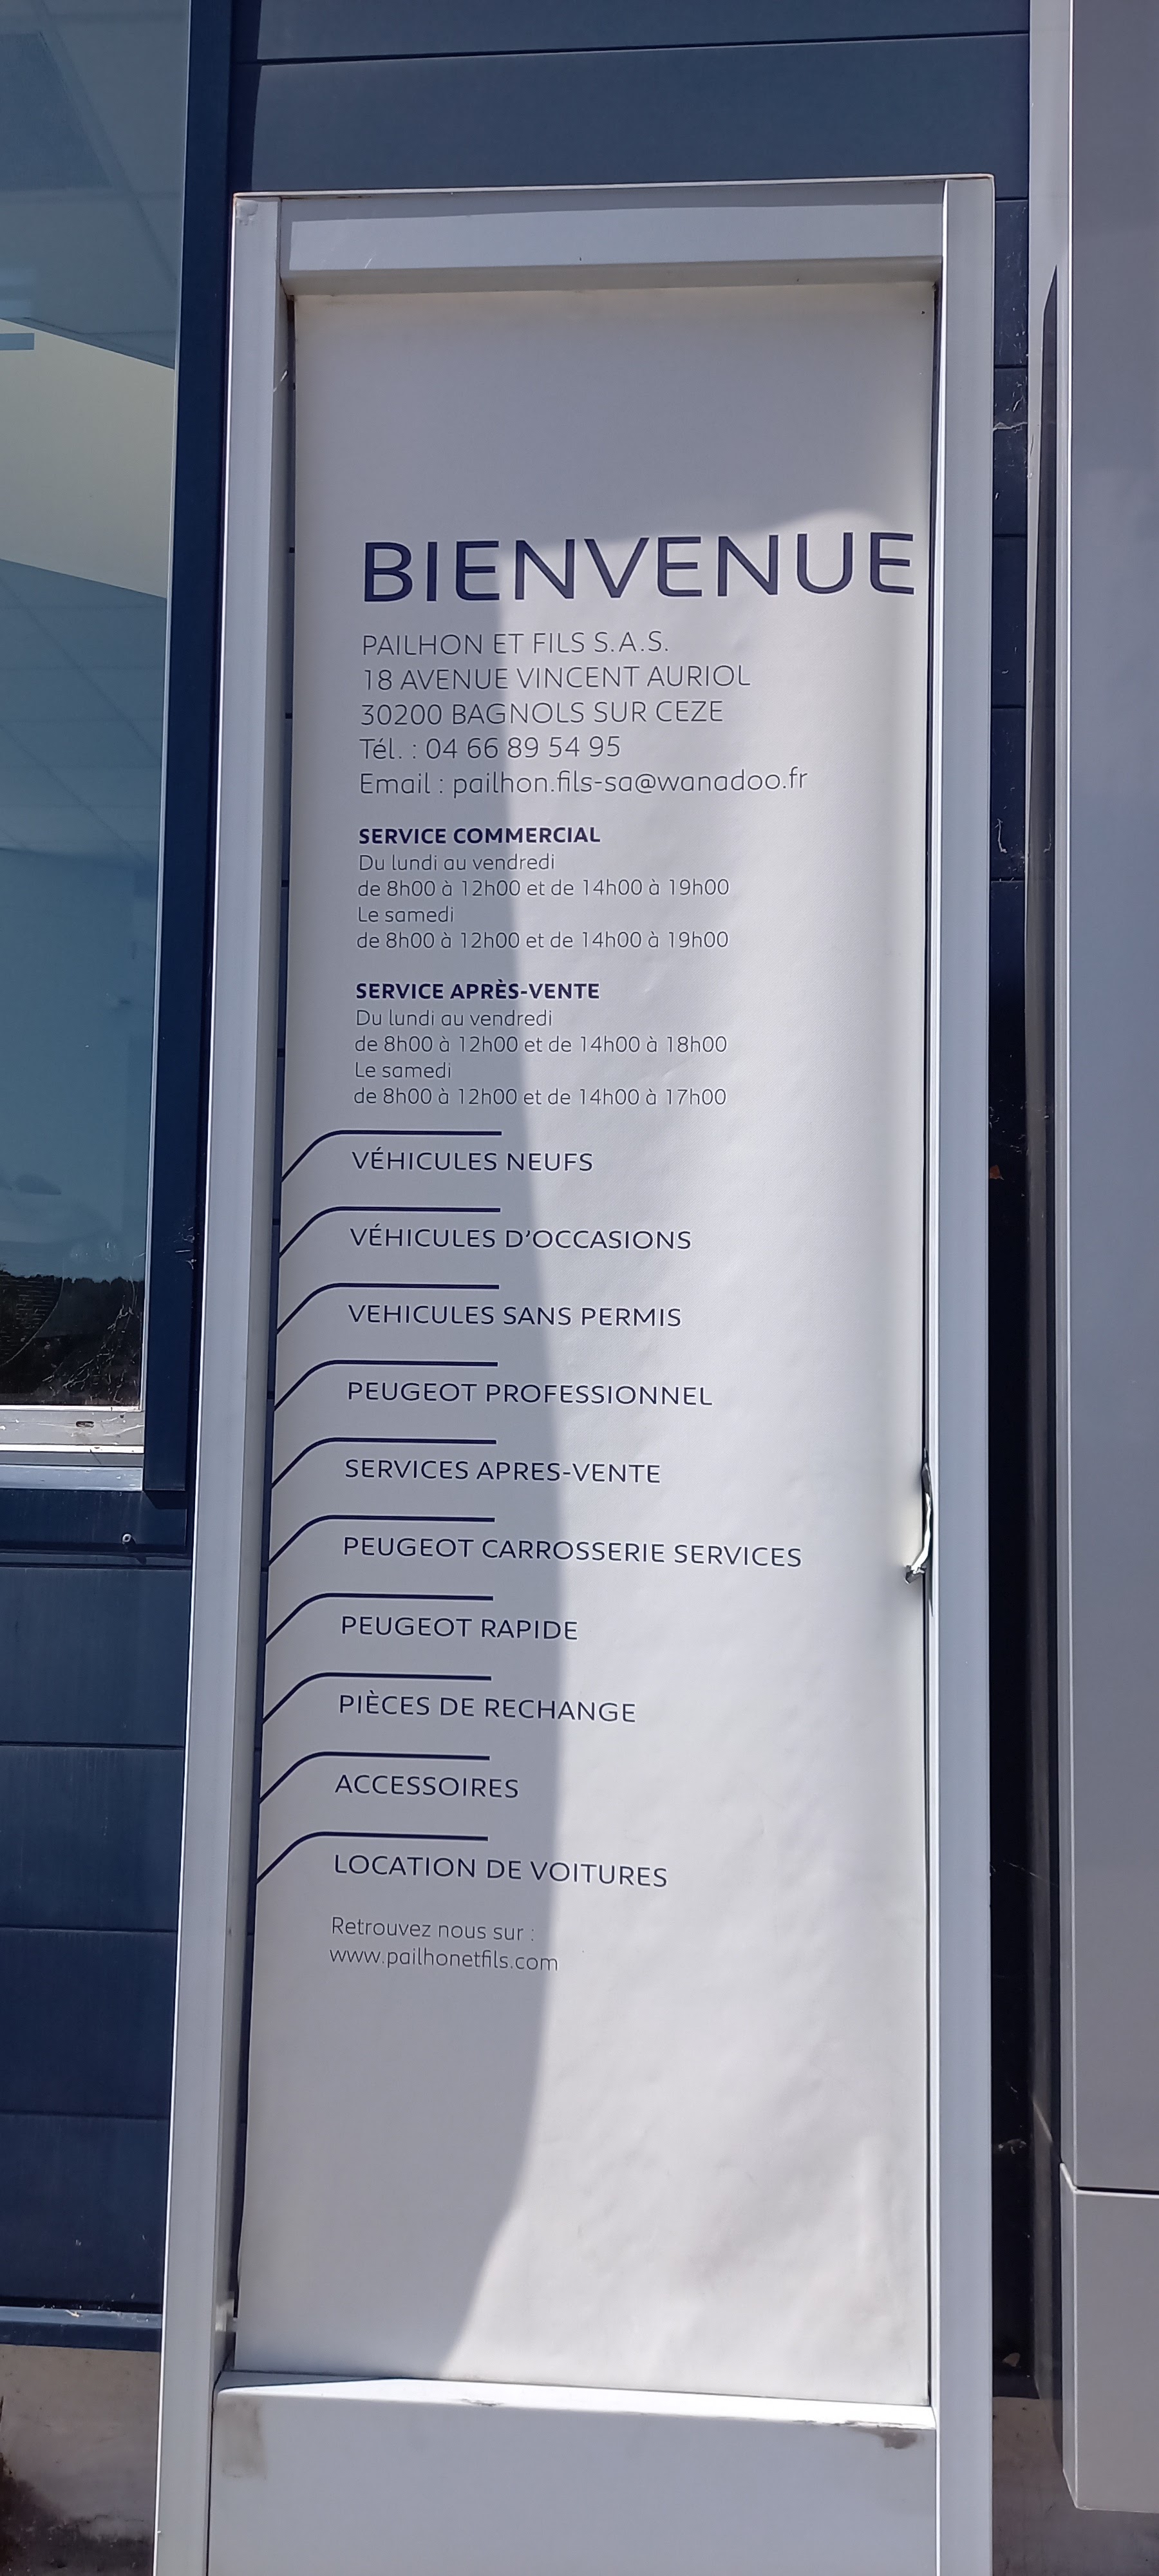 BIENVENUE
PAILHON ET FILS S.A.S.
18 AVENUE VINCENT AURIOL
30200 BAGNOLS SUR CEZE
Tél. : 04 66 89 54 95
Email : pailhon.fils-sa@wanadoo.fr
SERVICE COMMERCIAL
Du lundi au vendredi
de 8h00 à 12h00 et de 14h00 à 19h00
Le samedi
de 8h00 à 12h00 et de 14h00 à 19h00
SERVICE APRÈS-VENTE
Du lundi au vendredi
de 8h00 à 12h00 et de 14h00 à 18h00
Le samedi
de 8h00 à 12h00 et de 14h00 à 17h00
VÉHICULES NEUFS
VÉHICULES D'OCCASIONS
VEHICULES SANS PERMIS
PEUGEOT PROFESSIONNEL
SERVICES APRES-VENTE
PEUGEOT CARROSSERIE SERVICES
PEUGEOT RAPIDE
PIÈCES DE RECHANGE
ACCESSOIRES
LOCATION DE VOITURES
Retrouvez nous sur :
www.pailhonetfils.com